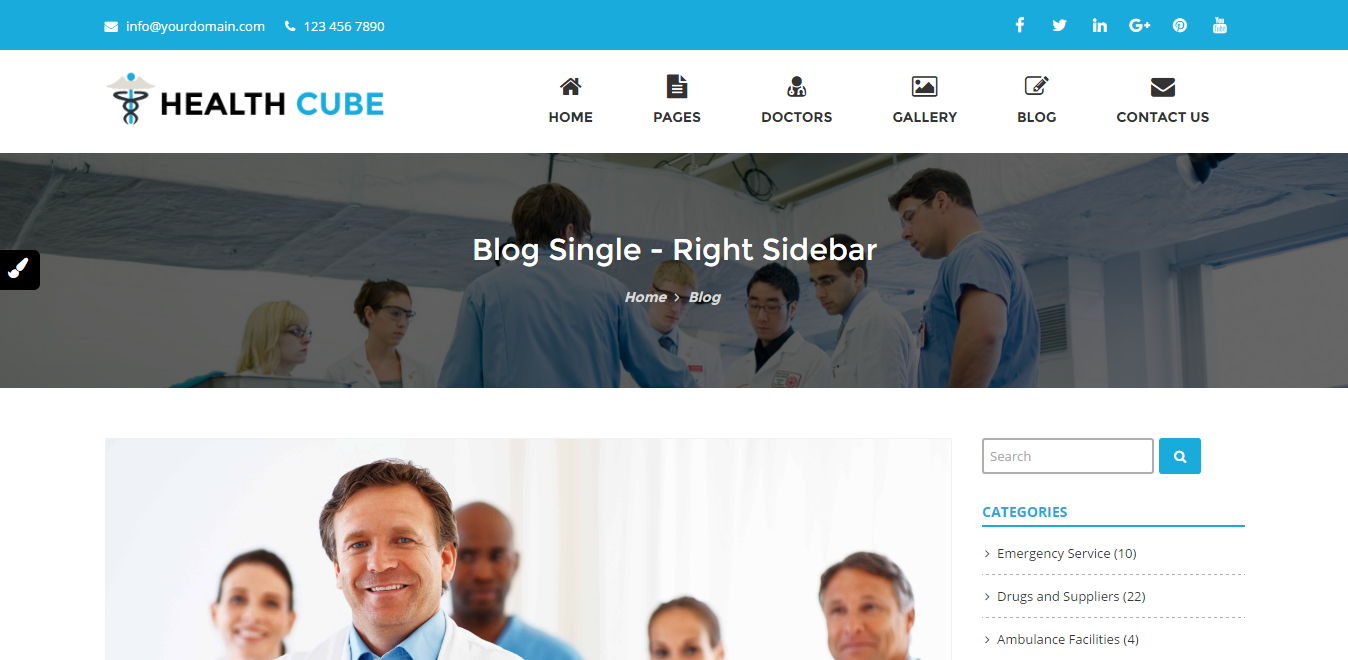 info@yourdomain.com 123 456 7890
HEALTH CUBE
HOME PAGES DOCTORS GALLERY BLOG CONTACT US
Blog Single - Right Sidebar
Home > Blog
Search
CATEGORIES
> Emergency Service (10)
> Drugs and Suppliers (22)
> Ambulance Facilities (4)